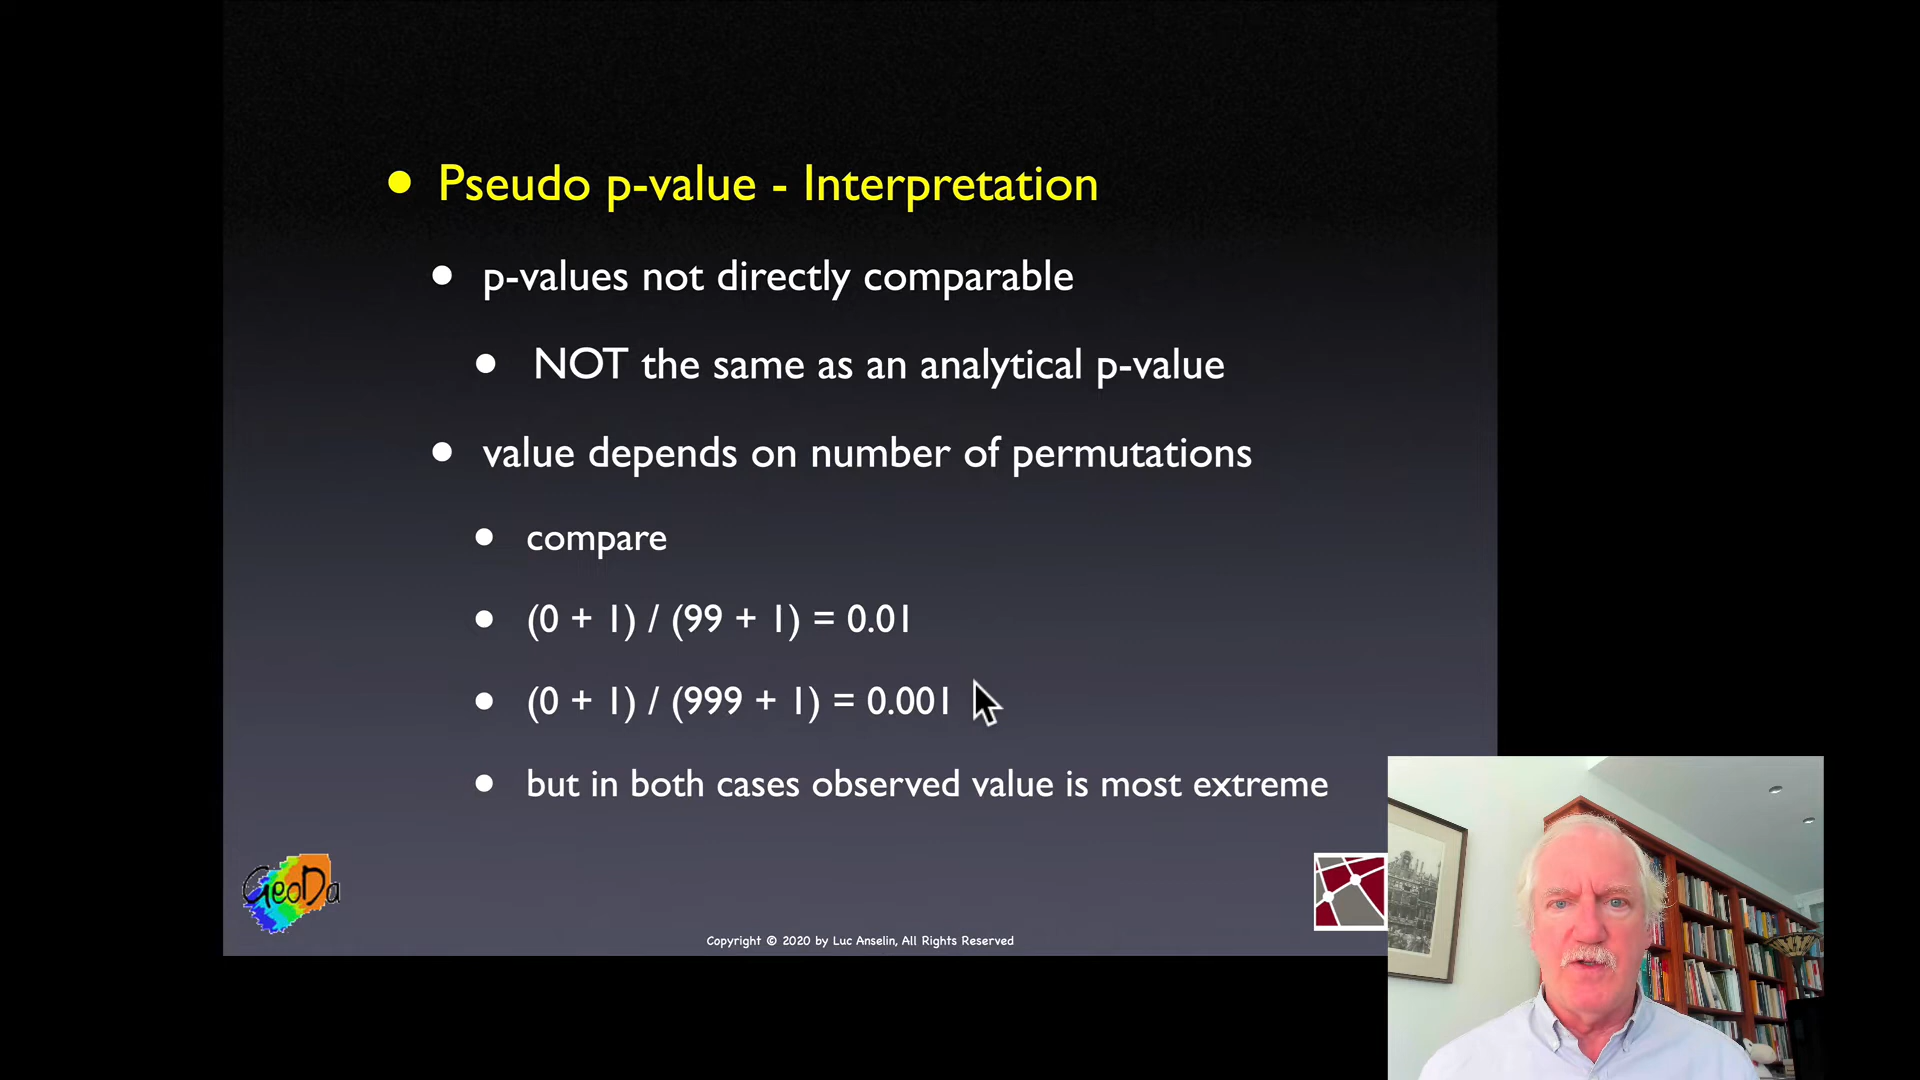 Pseudo p-value - Interpretation
p-values not directly comparable
NOT the same as an analytical p-value
value depends on number of permutations
compare
(0 + 1) / (99 + 1) = 0.01
(0 + 1) / (999 + 1) = 0.001
but in both cases observed value is most extreme
GeoDa
Copyright © 2020 by Luc Anselin, All Rights Reserved